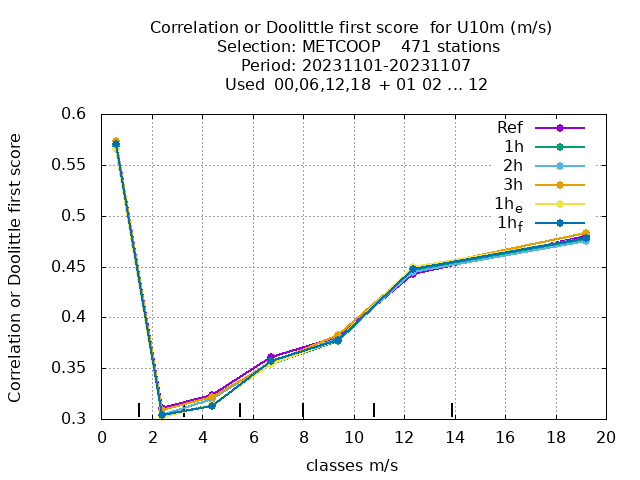 Correlation or Doolittle first score  for U10m (m/s)
Selection: METCOOP    471 stations
Period: 20231101-20231107
Used  00,06,12,18 + 01 02 ... 12
Correlation or Doolittle first score
0.6
0.55
0.5
0.45
0.4
0.35
0.3
Ref
1h
2h
3h
1h_e
1h_f
0 2 4 6 8 10 12 14 16 18 20
classes m/s